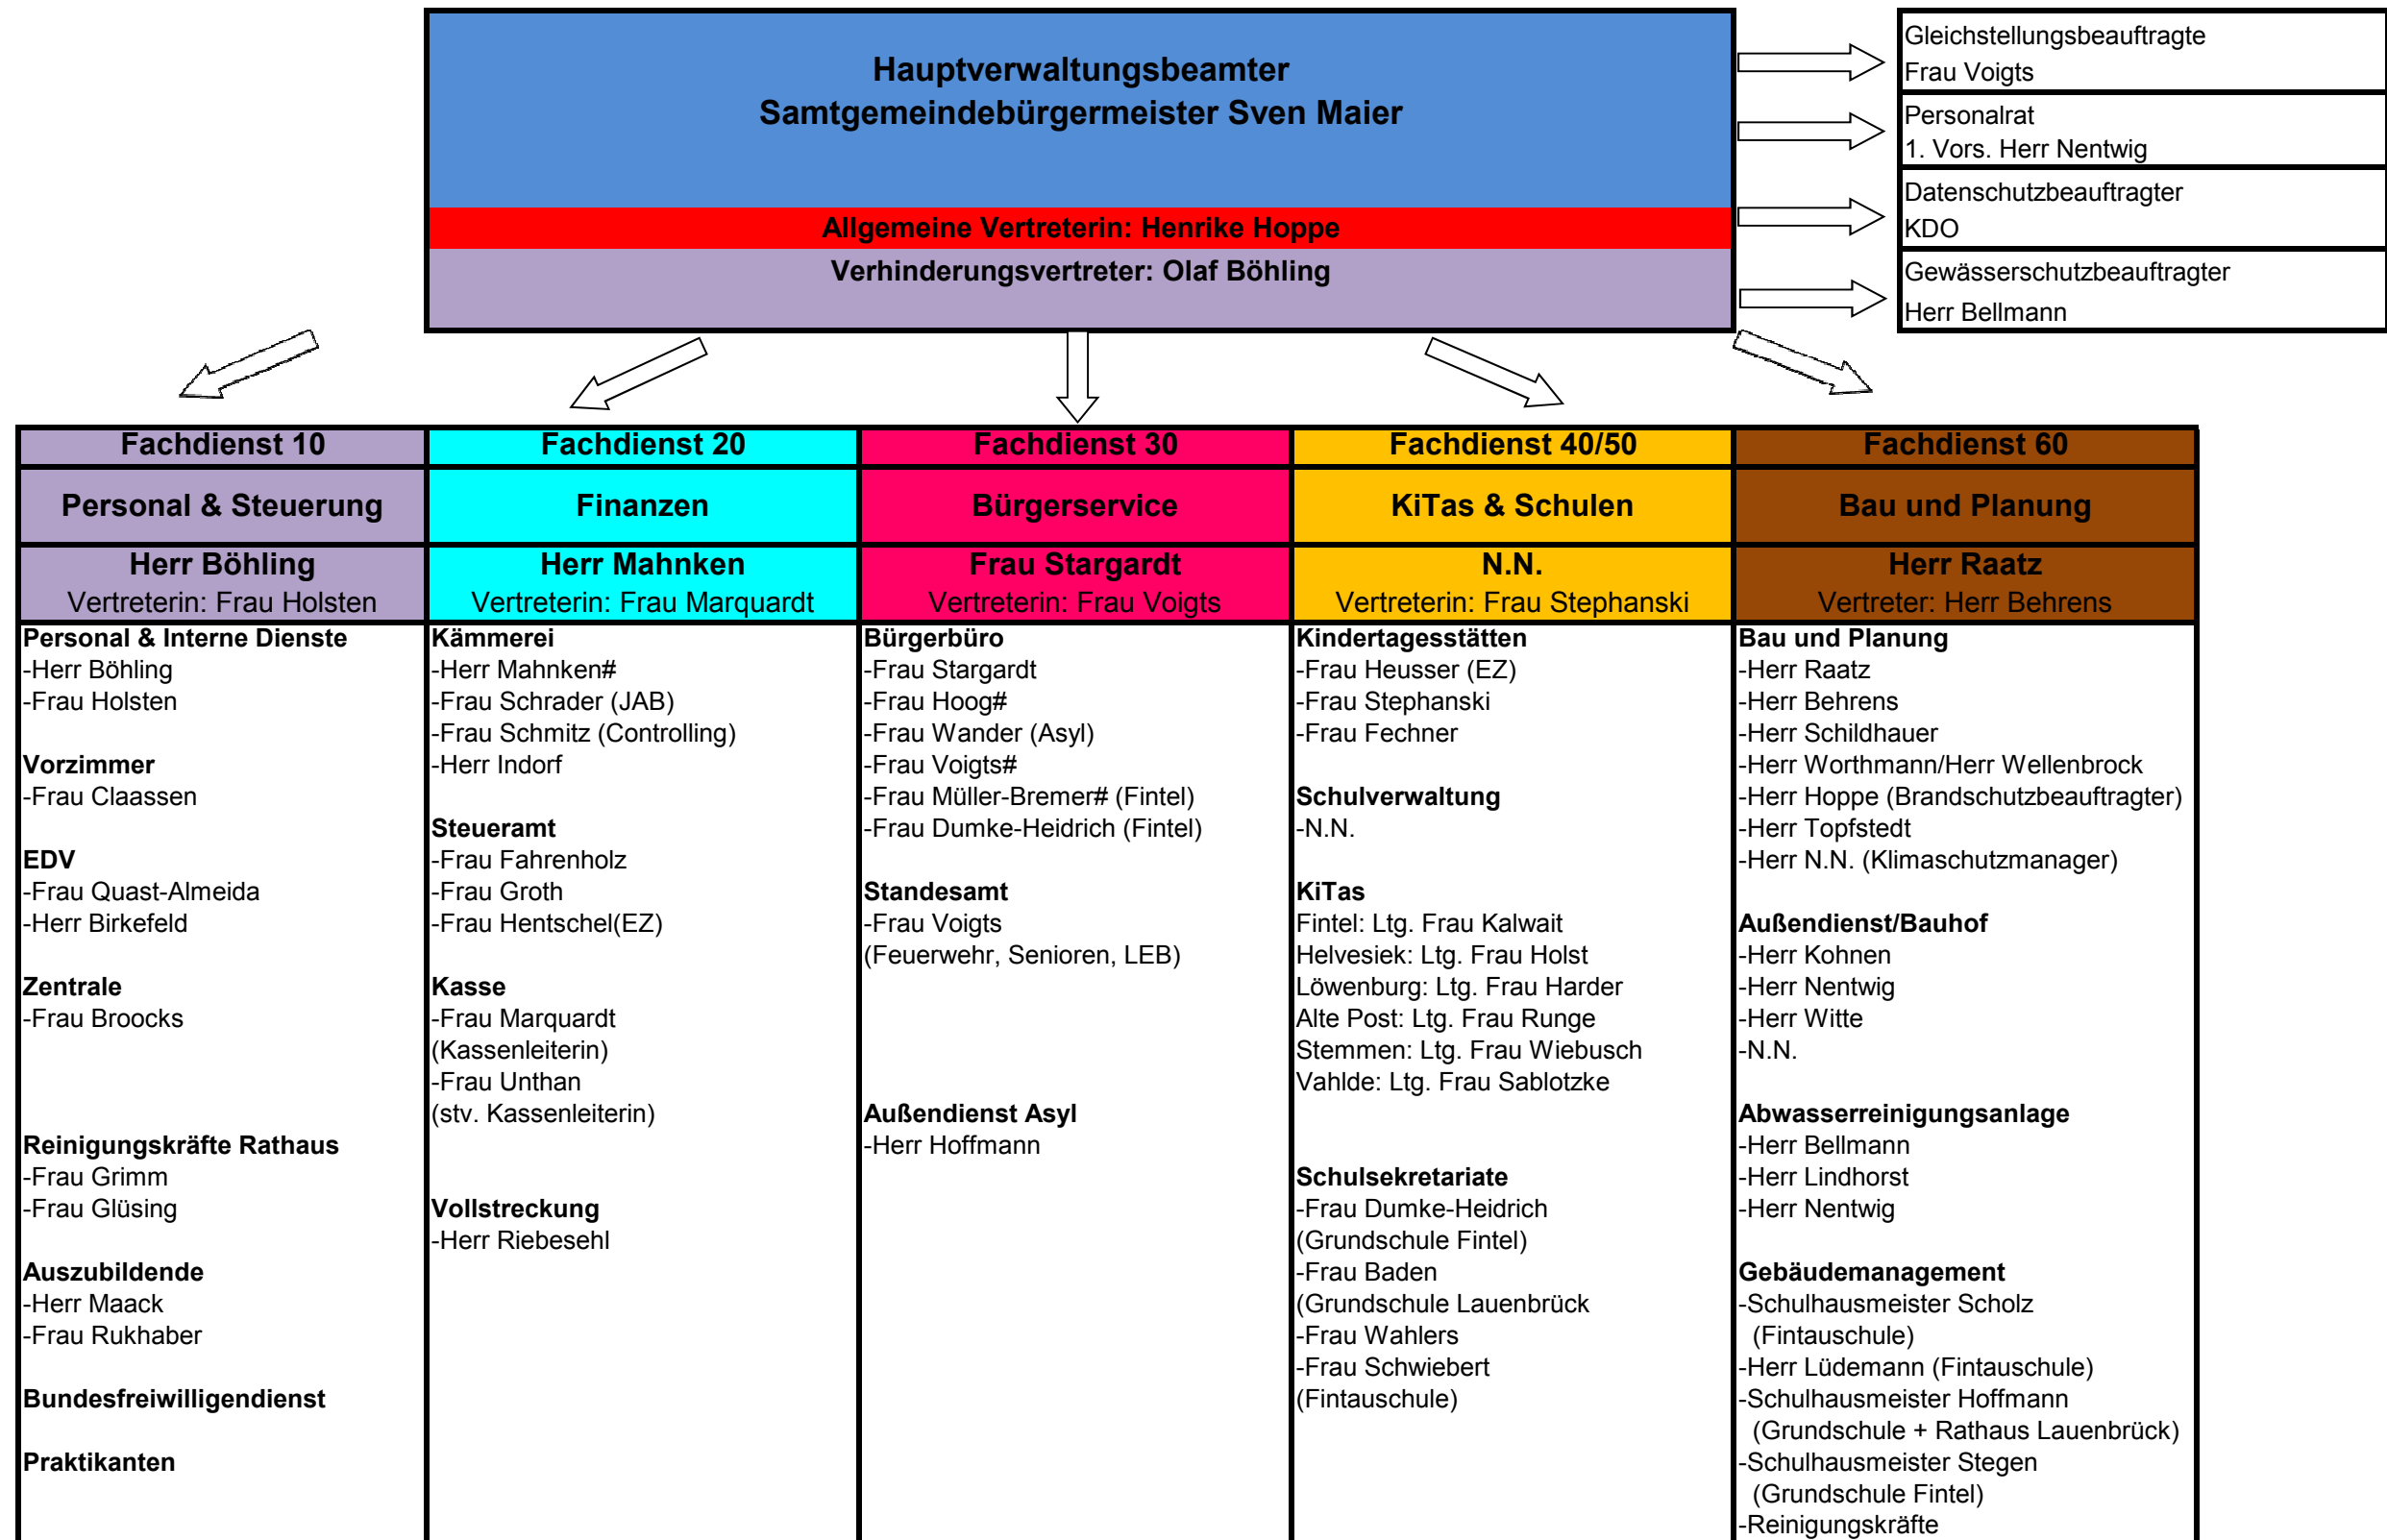 Hauptverwaltungsbeamter
Samtgemeindebürgermeister Sven Maier
Allgemeine Vertreterin: Henrike Hoppe
Verhinderungsvertreter: Olaf Böhling
Gleichstellungsbeauftragte
Frau Voigts
Personalrat
1. Vors. Herr Nentwig
Datenschutzbeauftragter
KDO
Gewässerschutzbeauftragter
Herr Bellmann
Fachdienst 10
Personal & Steuerung
Herr Böhling
Vertreterin: Frau Holsten
Personal & Interne Dienste
-Herr Böhling
-Frau Holsten
Vorzimmer
-Frau Claassen
EDV
-Frau Quast-Almeida
-Herr Birkefeld
Zentrale
-Frau Broocks
Reinigungskräfte Rathaus
-Frau Grimm
-Frau Glüsing
Auszubildende
-Herr Maack
-Frau Rukhaber
Bundesfreiwilligendienst
Praktikanten
Fachdienst 20
Finanzen
Herr Mahnken
Vertreterin: Frau Marquardt
Kämmerei
-Herr Mahnken#
-Frau Schrader (JAB)
-Frau Schmitz (Controlling)
-Herr Indorf
Steueramt
-Frau Fahrenholz
-Frau Groth
-Frau Hentschel(EZ)
Kasse
-Frau Marquardt
(Kassenleiterin)
-Frau Unthan
(stv. Kassenleiterin)
Vollstreckung
-Herr Riebesehl
Fachdienst 30
Bürgerservice
Frau Stargardt
Vertreterin: Frau Voigts
Bürgerbüro
-Frau Stargardt
-Frau Hoog#
-Frau Wander (Asyl)
-Frau Voigts#
-Frau Müller-Bremer# (Fintel)
-Frau Dumke-Heidrich (Fintel)
Standesamt
-Frau Voigts
(Feuerwehr, Senioren, LEB)
Außendienst Asyl
-Herr Hoffmann
Fachdienst 40/50
KiTas & Schulen
N.N.
Vertreterin: Frau Stephanski
Kindertagesstätten
-Frau Heusser (EZ)
-Frau Stephanski
-Frau Fechner
Schulverwaltung
-N.N.
KiTas
Fintel: Ltg. Frau Kalwait
Helvesiek: Ltg. Frau Holst
Löwenburg: Ltg. Frau Harder
Alte Post: Ltg. Frau Runge
Stemmen: Ltg. Frau Wiebusch
Vahlde: Ltg. Frau Sablotzke
Schulsekretariate
-Frau Dumke-Heidrich
(Grundschule Fintel)
-Frau Baden
(Grundschule Lauenbrück
-Frau Wahlers
-Frau Schwiebert
(Fintauschule)
Fachdienst 60
Bau und Planung
Herr Raatz
Vertreter: Herr Behrens
Bau und Planung
-Herr Raatz
-Herr Behrens
-Herr Schildhauer
-Herr Worthmann/Herr Wellenbrock
-Herr Hoppe (Brandschutzbeauftragter)
-Herr Topfstedt
-Herr N.N. (Klimaschutzmanager)
Außendienst/Bauhof
-Herr Kohnen
-Herr Nentwig
-Herr Witte
-N.N.
Abwasserreinigungsanlage
-Herr Bellmann
-Herr Lindhorst
-Herr Nentwig
Gebäudemanagement
-Schulhausmeister Scholz
(Fintauschule)
-Herr Lüdemann (Fintauschule)
-Schulhausmeister Hoffmann
(Grundschule + Rathaus Lauenbrück)
-Schulhausmeister Stegen
(Grundschule Fintel)
-Reinigungskräfte